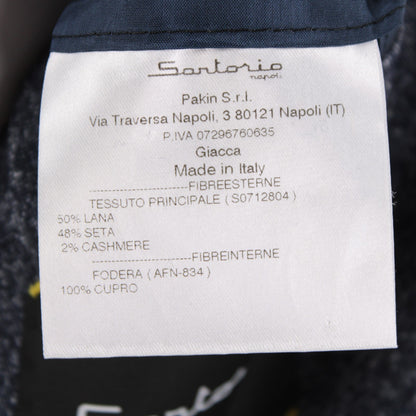 Sartorio
napoli
Pakin S.r.l.
Via Traversa Napoli, 3 80121 Napoli (IT)
P.IVA 07296760635
Giacca
Made in Italy
--------------------FIBREESTERNE
TESSUTO PRINCIPALE ( S0712804 )
50% LANA
48% SETA
2% CASHMERE
--------------------FIBREINTERNE
FODERA ( AFN-834 )
100% CUPRO